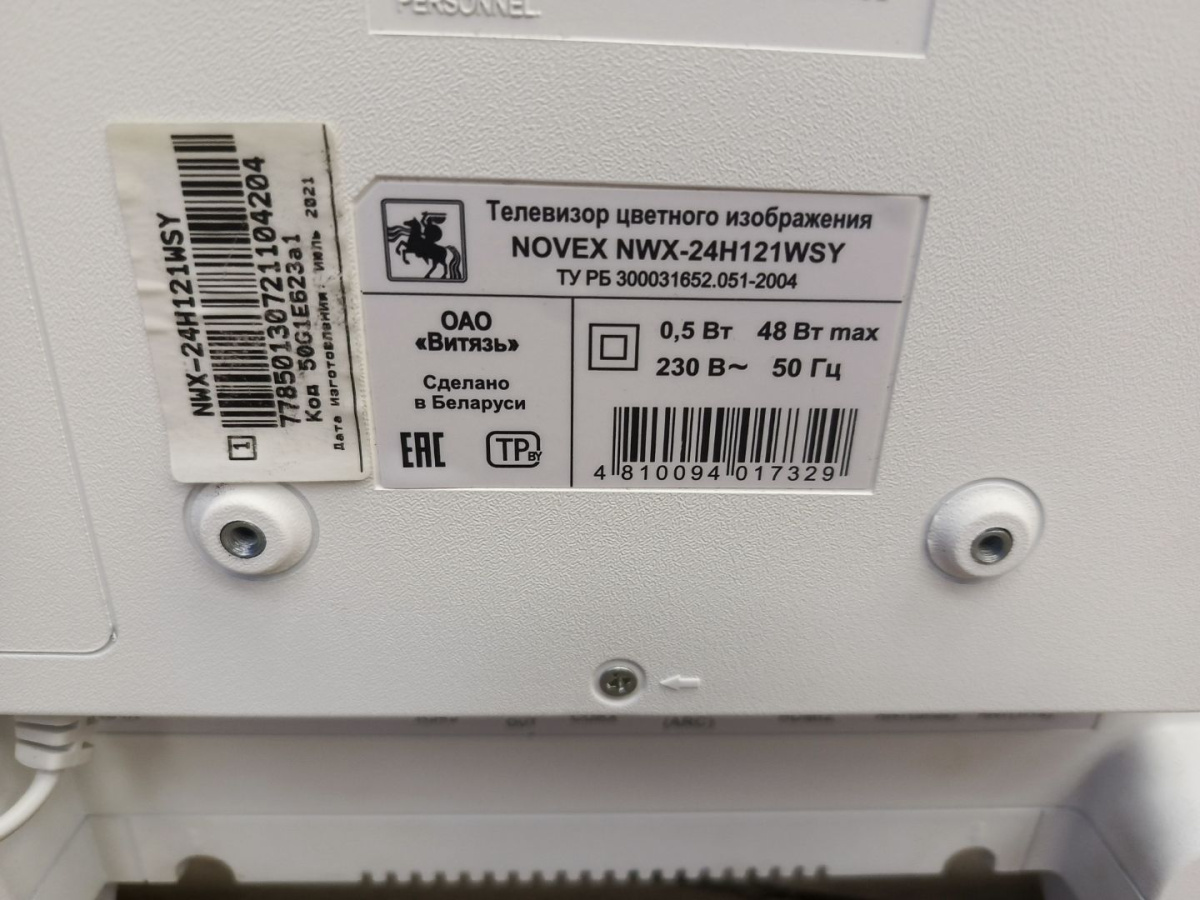 PERSONNEL.
NWX-24H121WSY
77850130721104204
Код 50G1E623a1
Дата изготовления: июль 2021
1
Телевизор цветного изображения
NOVEX NWX-24H121WSY
ТУ РБ 300031652.051-2004
ОАО
«Витязь»
Сделано
в Беларуси
EAC
TP BY
0,5 Вт 48 Вт max
230 В~ 50 Гц
4 810094 017329
(ARC)